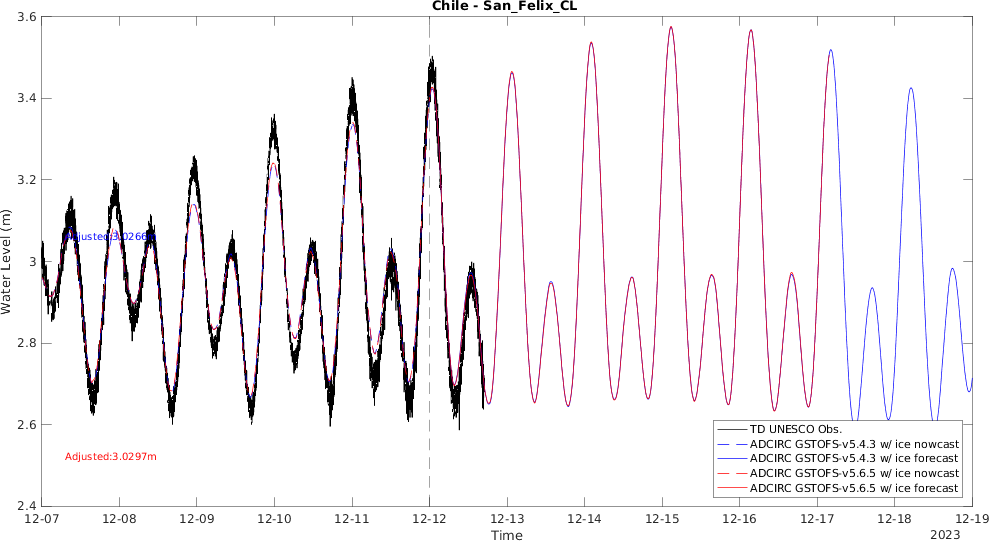 Chile - San_Felix_CL
Water Level (m)
3.6
3.4
3.2
3
2.8
2.6
2.4
Adjusted:3.0266m
Adjusted:3.0297m
TD UNESCO Obs.
ADCIRC GSTOFS-v5.4.3 w/ ice nowcast
ADCIRC GSTOFS-v5.4.3 w/ ice forecast
ADCIRC GSTOFS-v5.6.5 w/ ice nowcast
ADCIRC GSTOFS-v5.6.5 w/ ice forecast
12-07 12-08 12-09 12-10 12-11 12-12 12-13 12-14 12-15 12-16 12-17 12-18 12-19
Time
2023